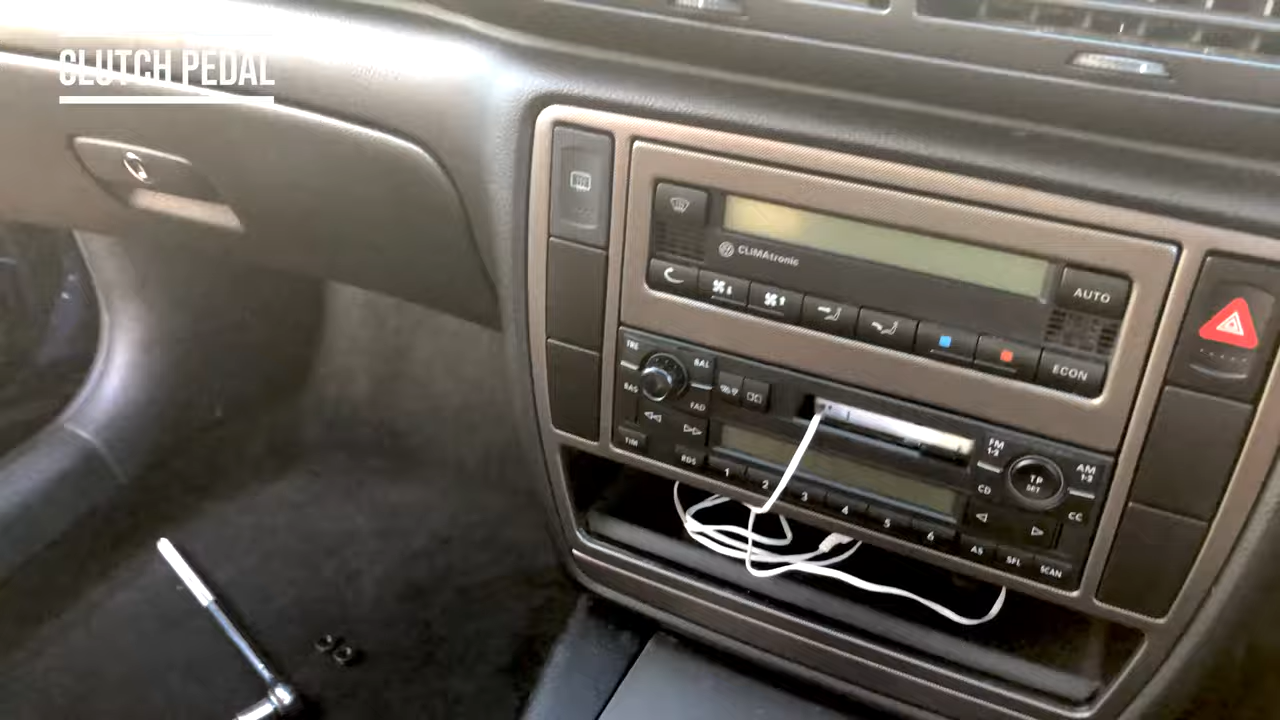 CLUTCH PEDAL
CLIMAtronic
AUTO
ECON
TRE
BAL
BAS
FAD
TIM
RDS
1 2 3 4 5 6
FM
1·2
AM
1·2
TP
SET
CD
CC
AS
SFL
SCAN